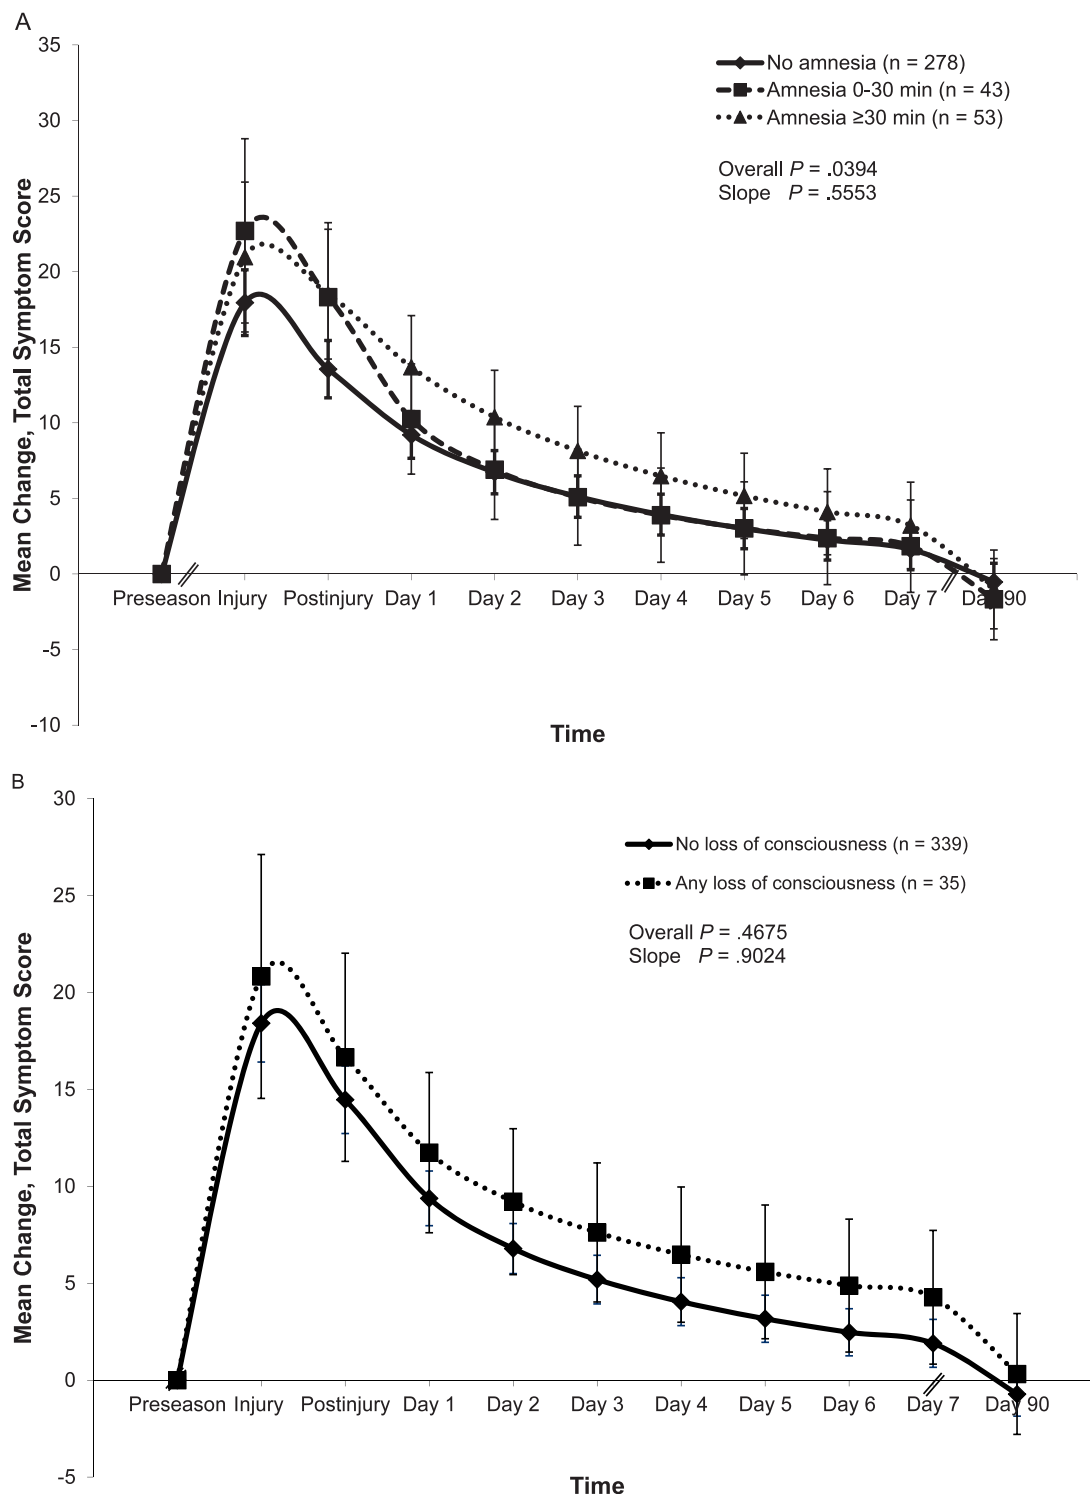 A
35
No amnesia (n = 278)
Amnesia 0-30 min (n = 43)
30
Amnesia ≥30 min (n = 53)
Overall P = .0394
Slope P = .5553
25
20
15
10
5
0
Preseason Injury Postinjury Day 1 Day 2 Day 3 Day 4 Day 5 Day 6 Day 7 Day 90
-5
-10
Mean Change, Total Symptom Score
Time
B
30
No loss of consciousness (n = 339)
Any loss of consciousness (n = 35)
25
Overall P = .4675
Slope P = .9024
20
15
10
5
0
Preseason Injury Postinjury Day 1 Day 2 Day 3 Day 4 Day 5 Day 6 Day 7 Day 90
-5
Mean Change, Total Symptom Score
Time